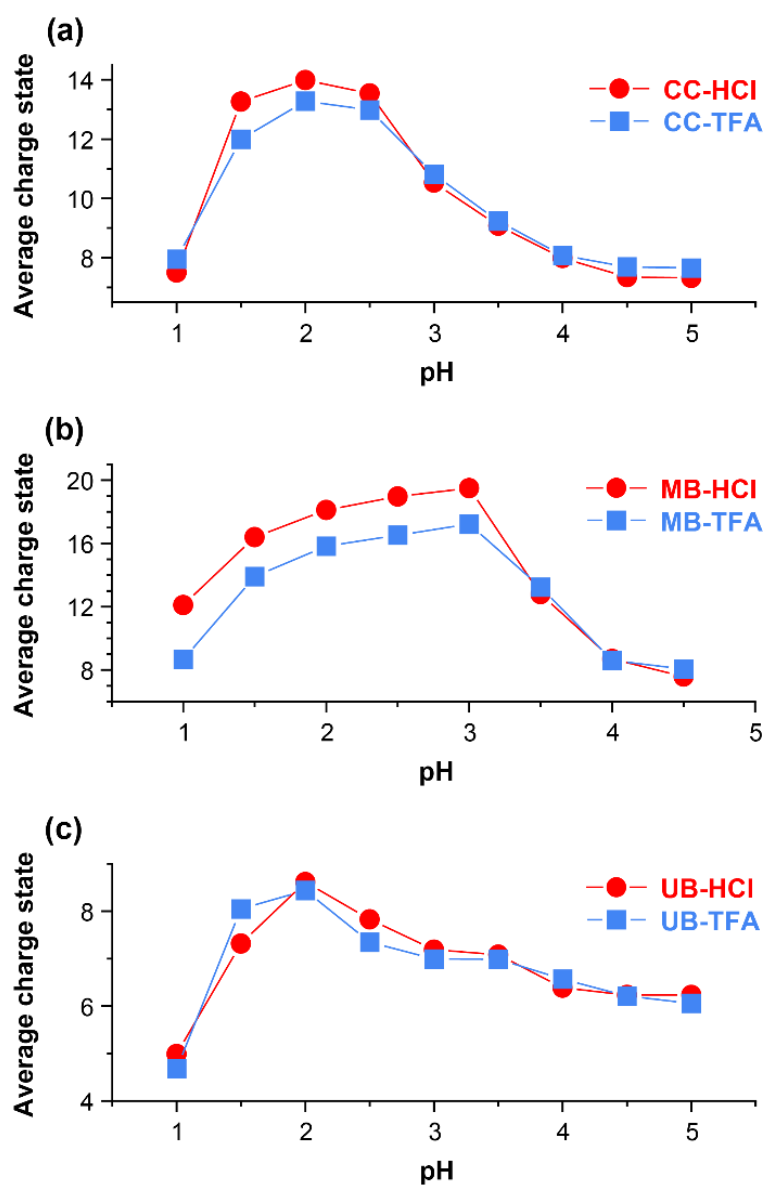 (a)
Average charge state
14
12
10
8
CC-HCl
CC-TFA
1 2 3 4 5
pH
(b)
Average charge state
20
16
12
8
MB-HCl
MB-TFA
1 2 3 4 5
pH
(c)
Average charge state
8
6
4
UB-HCl
UB-TFA
1 2 3 4 5
pH